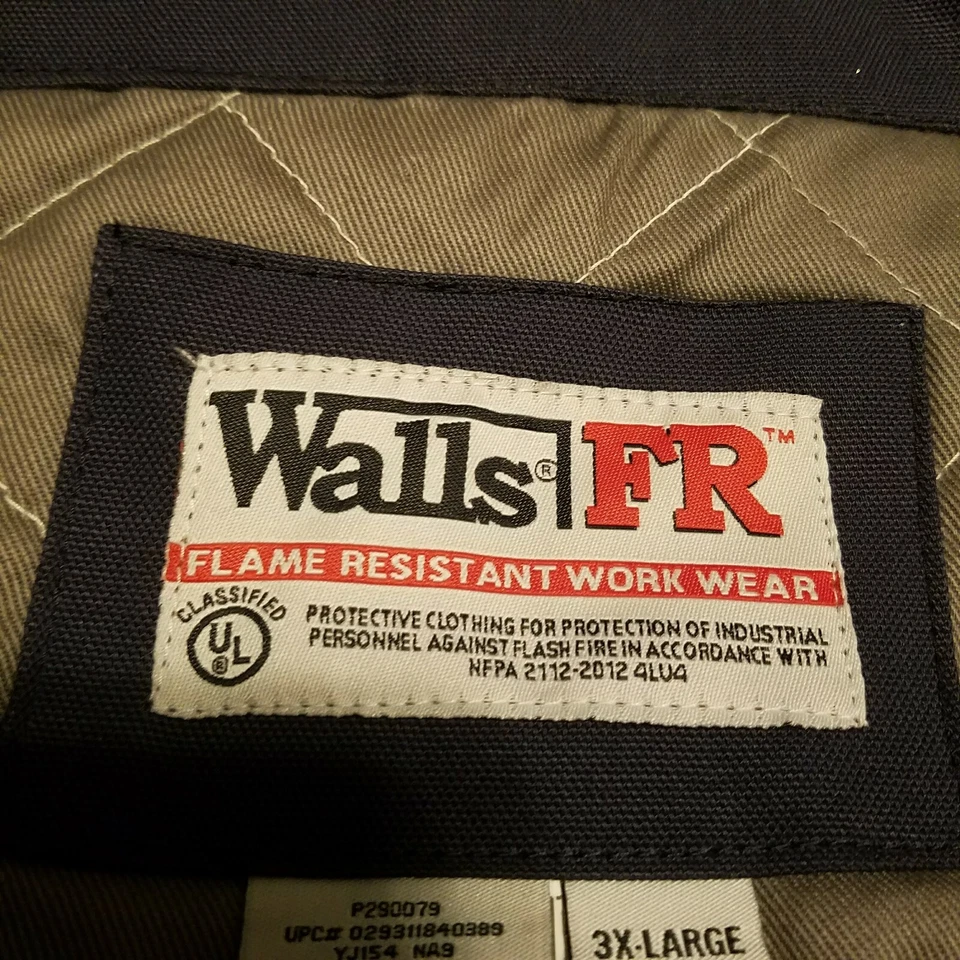 Walls® FR™
FLAME RESISTANT WORK WEAR
CLASSIFIED
UL®
PROTECTIVE CLOTHING FOR PROTECTION OF INDUSTRIAL
PERSONNEL AGAINST FLASH FIRE IN ACCORDANCE WITH
NFPA 2112-2012 4LU4
P290079
UPC# 029311840389
YJ154 NA9
3X-LARGE